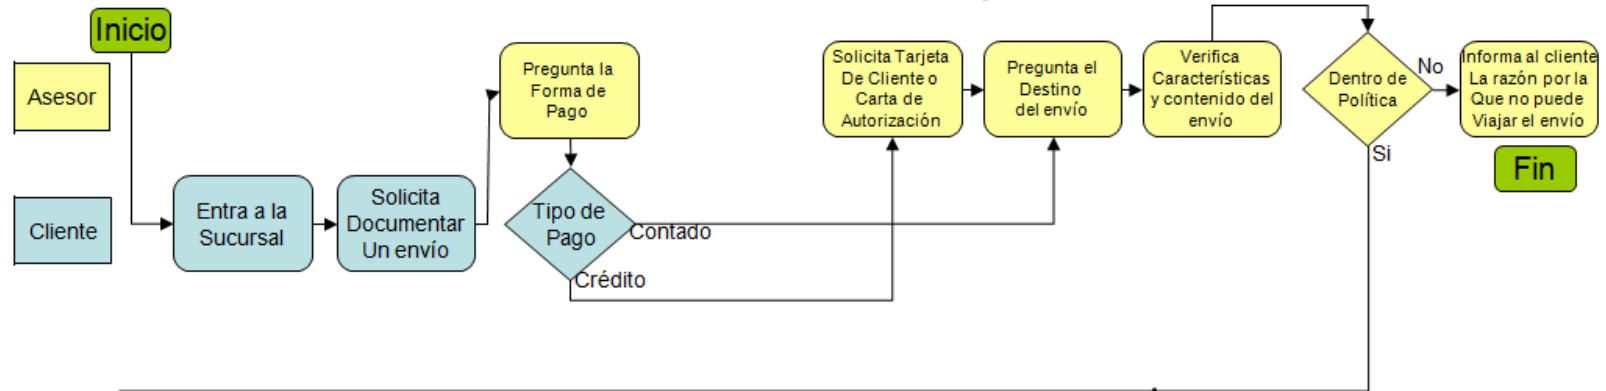 Inicio
Asesor
Cliente
Entra a la
Sucursal
Solicita
Documentar
Un envío
Pregunta la
Forma de
Pago
Tipo de
Pago
Contado
Crédito
Solicita Tarjeta
De Cliente o
Carta de
Autorización
Pregunta el
Destino
del envío
Verifica
Características
y contenido del
envío
Dentro de
Política
No
Si
Informa al cliente
La razón por la
Que no puede
Viajar el envío
Fin